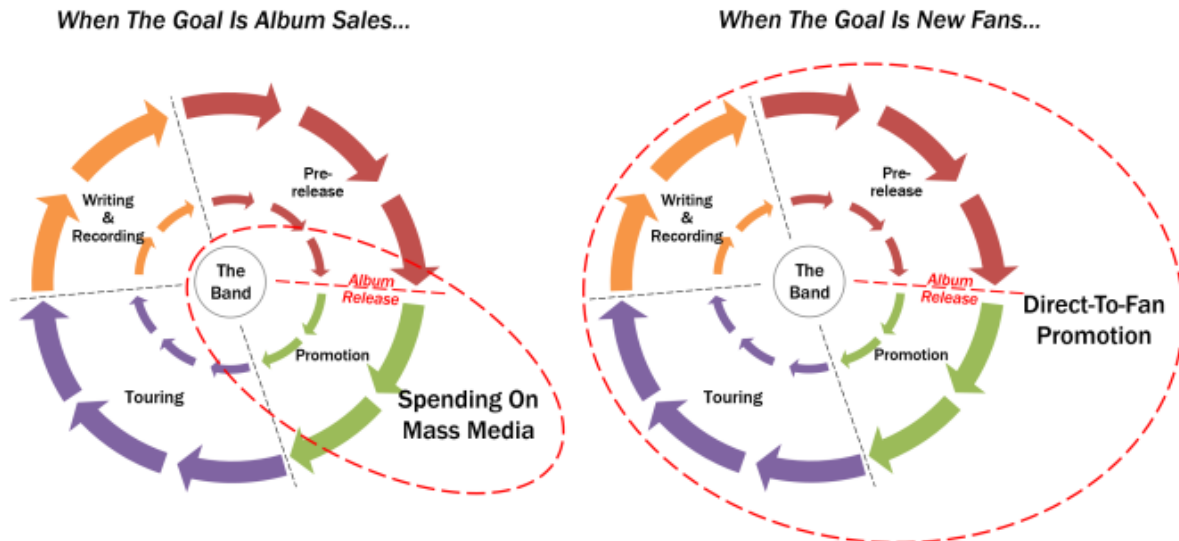 When The Goal Is Album Sales...
Pre-
release
Writing
&
Recording
The
Band
Album
Release
Promotion
Touring
Spending On
Mass Media
When The Goal Is New Fans...
Pre-
release
Writing
&
Recording
The
Band
Album
Release
Direct-To-Fan
Promotion
Promotion
Touring